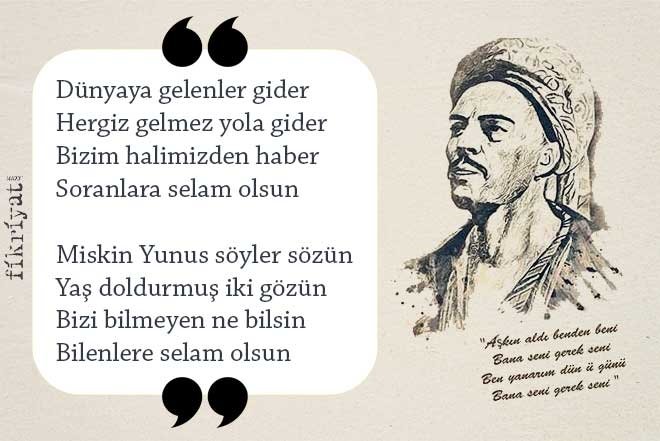 Dünyaya gelenler gider
Hergiz gelmez yola gider
Bizim halimizden haber
Soranlara selam olsun
Miskin Yunus söyler sözün
Yaş doldurmuş iki gözün
Bizi bilmeyen ne bilsin
Bilenlere selam olsun
"Aşkın aldı benden beni
Bana seni gerek seni
Ben yanarım dün ü günü
Bana seni gerek seni"
fikriyat